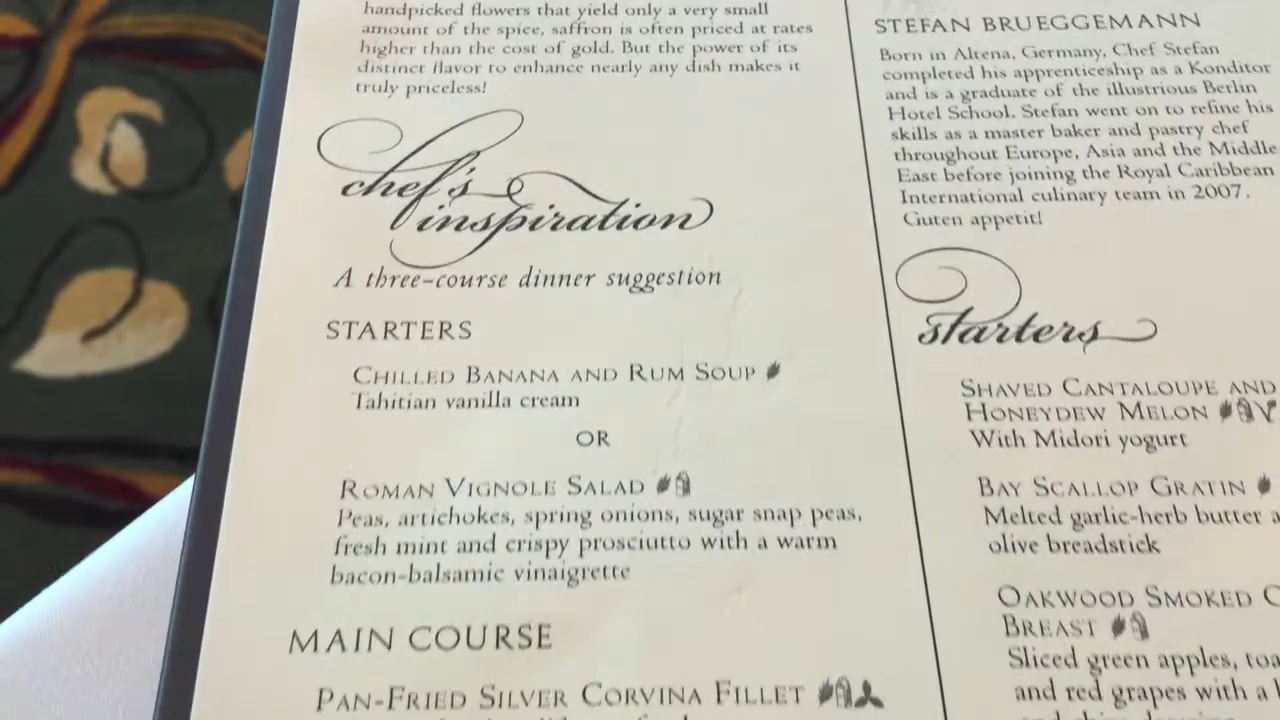 handpicked flowers that yield only a very small
amount of the spice, saffron is often priced at rates
higher than the cost of gold. But the power of its
distinct flavor to enhance nearly any dish makes it
truly priceless!
chef's
inspiration
A three-course dinner suggestion
STARTERS
CHILLED BANANA AND RUM SOUP
Tahitian vanilla cream
OR
ROMAN VIGNOLE SALAD
Peas, artichokes, spring onions, sugar snap peas,
fresh mint and crispy prosciutto with a warm
bacon-balsamic vinaigrette
MAIN COURSE
PAN-FRIED SILVER CORVINA FILLET
STEFAN BRUEGGEMANN
Born in Altena, Germany, Chef Stefan
completed his apprenticeship as a Konditor
and is a graduate of the illustrious Berlin
Hotel School. Stefan went on to refine his
skills as a master baker and pastry chef
throughout Europe, Asia and the Middle
East before joining the Royal Caribbean
International culinary team in 2007.
Guten appetit!
starters
SHAVED CANTALOUPE AND
HONEYDEW MELON
With Midori yogurt
BAY SCALLOP GRATIN
Melted garlic-herb butter
olive breadstick
OAKWOOD SMOKED
BREAST
Sliced green apples,
and red grapes with a